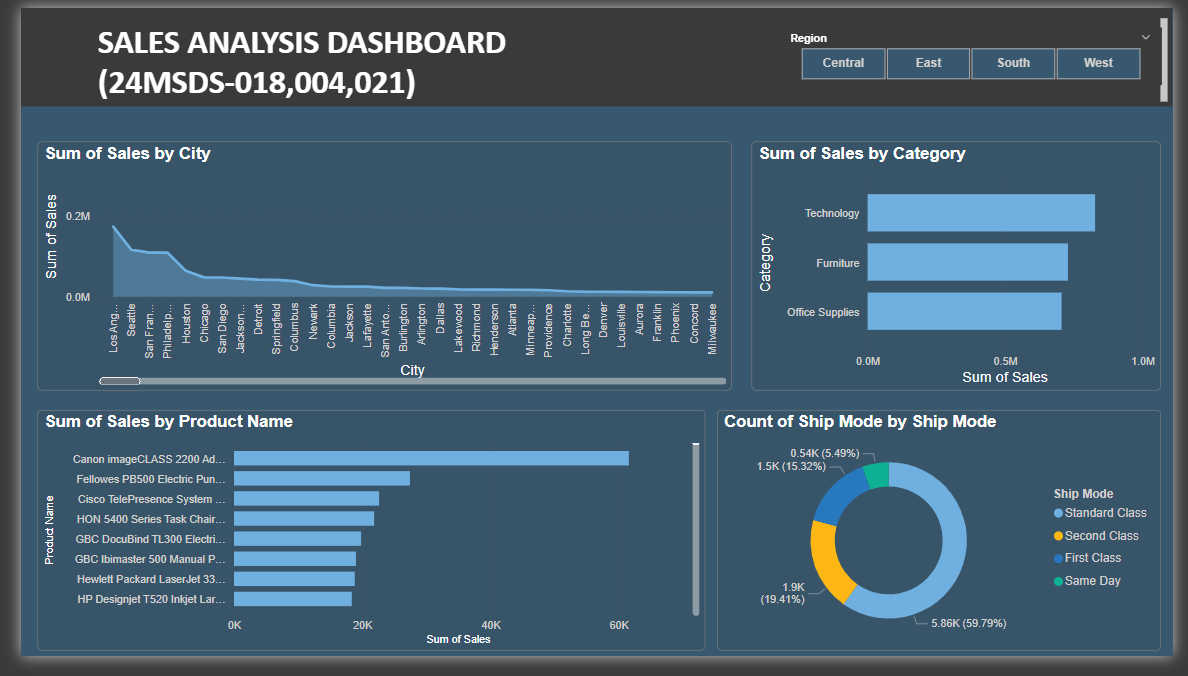 SALES ANALYSIS DASHBOARD
(24MSDS-018,004,021)
Region
Central
East
South
West
Sum of Sales by City
Sum of Sales
0.2M
0.0M
Los Ang...
Seattle
San Fran...
Philadelp...
Houston
Chicago
San Diego
Jackson...
Detroit
Springfield
Columbus
Newark
Columbia
Jackson
Lafayette
San Anto...
Burlington
Arlington
Dallas
Lakewood
Richmond
Henderson
Atlanta
Minneap...
Providence
Charlotte
Long Be...
Denver
Louisville
Aurora
Franklin
Phoenix
Concord
Milwaukee
City
Sum of Sales by Category
Category
Technology
Furniture
Office Supplies
0.0M
0.5M
1.0M
Sum of Sales
Sum of Sales by Product Name
Product Name
Canon imageCLASS 2200 Ad...
Fellowes PB500 Electric Pun...
Cisco TelePresence System ...
HON 5400 Series Task Chair...
GBC DocuBind TL300 Electri...
GBC Ibimaster 500 Manual P...
Hewlett Packard LaserJet 33...
HP Designjet T520 Inkjet Lar...
0K
20K
40K
60K
Sum of Sales
Count of Ship Mode by Ship Mode
0.54K (5.49%)
1.5K (15.32%)
1.9K
(19.41%)
5.86K (59.79%)
Ship Mode
Standard Class
Second Class
First Class
Same Day